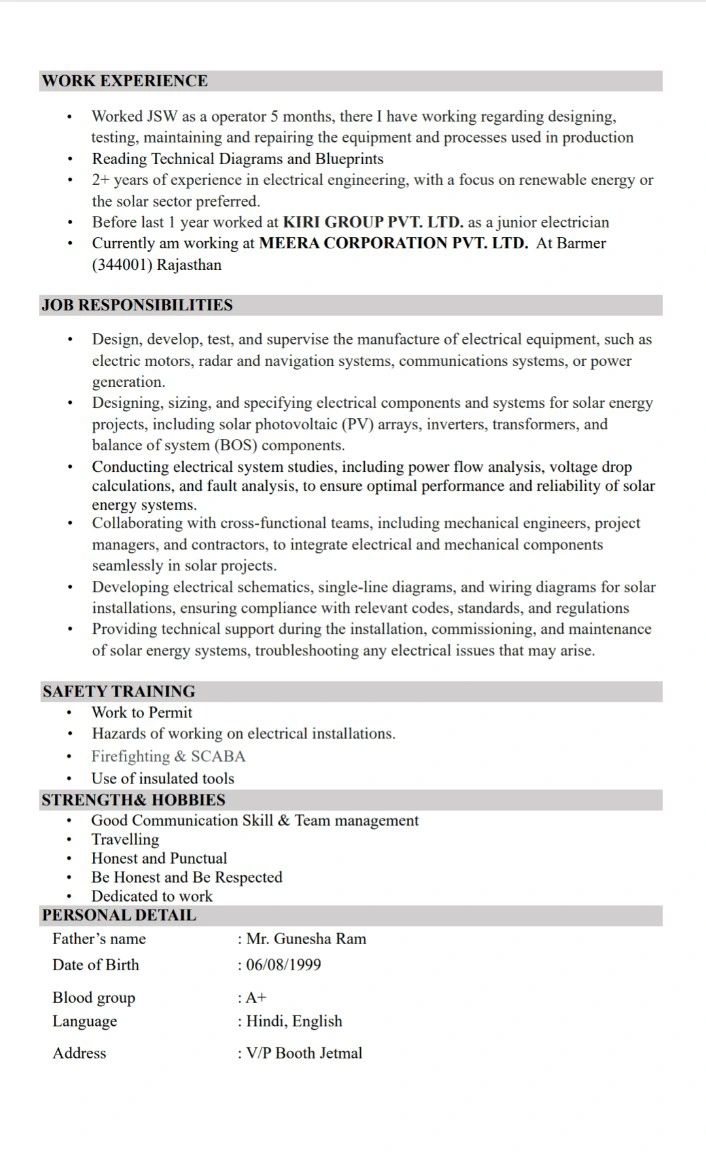 WORK EXPERIENCE
• Worked JSW as a operator 5 months, there I have working regarding designing,
testing, maintaining and repairing the equipment and processes used in production
• Reading Technical Diagrams and Blueprints
• 2+ years of experience in electrical engineering, with a focus on renewable energy or
the solar sector preferred.
• Before last 1 year worked at KIRI GROUP PVT. LTD. as a junior electrician
• Currently am working at MEERA CORPORATION PVT. LTD. At Barmer
(344001) Rajasthan
JOB RESPONSIBILITIES
• Design, develop, test, and supervise the manufacture of electrical equipment, such as
electric motors, radar and navigation systems, communications systems, or power
generation.
• Designing, sizing, and specifying electrical components and systems for solar energy
projects, including solar photovoltaic (PV) arrays, inverters, transformers, and
balance of system (BOS) components.
• Conducting electrical system studies, including power flow analysis, voltage drop
calculations, and fault analysis, to ensure optimal performance and reliability of solar
energy systems.
• Collaborating with cross-functional teams, including mechanical engineers, project
managers, and contractors, to integrate electrical and mechanical components
seamlessly in solar projects.
• Developing electrical schematics, single-line diagrams, and wiring diagrams for solar
installations, ensuring compliance with relevant codes, standards, and regulations
• Providing technical support during the installation, commissioning, and maintenance
of solar energy systems, troubleshooting any electrical issues that may arise.
SAFETY TRAINING
• Work to Permit
• Hazards of working on electrical installations.
• Firefighting & SCABA
• Use of insulated tools
STRENGTH& HOBBIES
• Good Communication Skill & Team management
• Travelling
• Honest and Punctual
• Be Honest and Be Respected
• Dedicated to work
PERSONAL DETAIL
Father’s name : Mr. Gunesha Ram
Date of Birth : 06/08/1999
Blood group : A+
Language : Hindi, English
Address : V/P Booth Jetmal